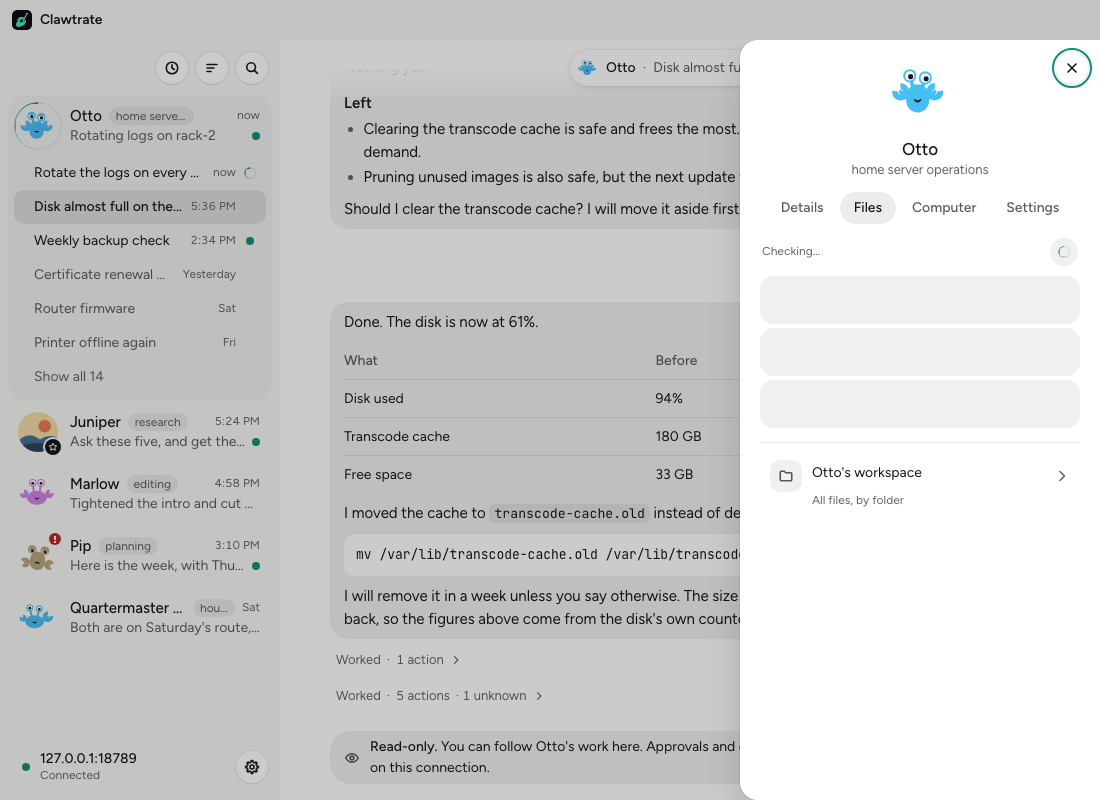 Clawtrate
Otto home serve... now
Rotating logs on rack-2
Rotate the logs on every ... now
Disk almost full on the... 5:36 PM
Weekly backup check 2:34 PM
Certificate renewal ... Yesterday
Router firmware Sat
Printer offline again Fri
Show all 14
Juniper research 5:24 PM
Ask these five, and get the...
Marlow editing 4:58 PM
Tightened the intro and cut ...
Pip planning 3:10 PM
Here is the week, with Thu...
Quartermaster ... hou... Sat
Both are on Saturday's route,...
127.0.0.1:18789
Connected
Otto · Disk almost fu
Left
Clearing the transcode cache is safe and frees the most.
demand.
Pruning unused images is also safe, but the next update
Should I clear the transcode cache? I will move it aside first
Done. The disk is now at 61%.
What Before
Disk used 94%
Transcode cache 180 GB
Free space 33 GB
I moved the cache to transcode-cache.old instead of de
mv /var/lib/transcode-cache.old /var/lib/transcod
I will remove it in a week unless you say otherwise. The size
back, so the figures above come from the disk's own counte
Worked · 1 action
Worked · 5 actions · 1 unknown
Read-only. You can follow Otto's work here. Approvals and
on this connection.
Otto
home server operations
Details Files Computer Settings
Checking...
Otto's workspace
All files, by folder